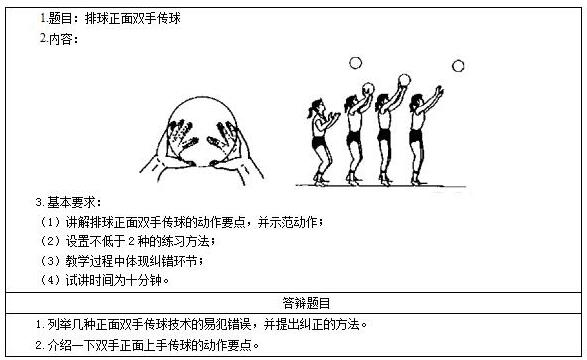 1.题目：排球正面双手传球
2.内容：
3.基本要求：
（1）讲解排球正面双手传球的动作要点，并示范动作；
（2）设置不低于2种的练习方法；
（3）教学过程中体现纠错环节；
（4）试讲时间为十分钟。
答辩题目
1.列举几种正面双手传球技术的易犯错误，并提出纠正的方法。
2.介绍一下双手正面上手传球的动作要点。